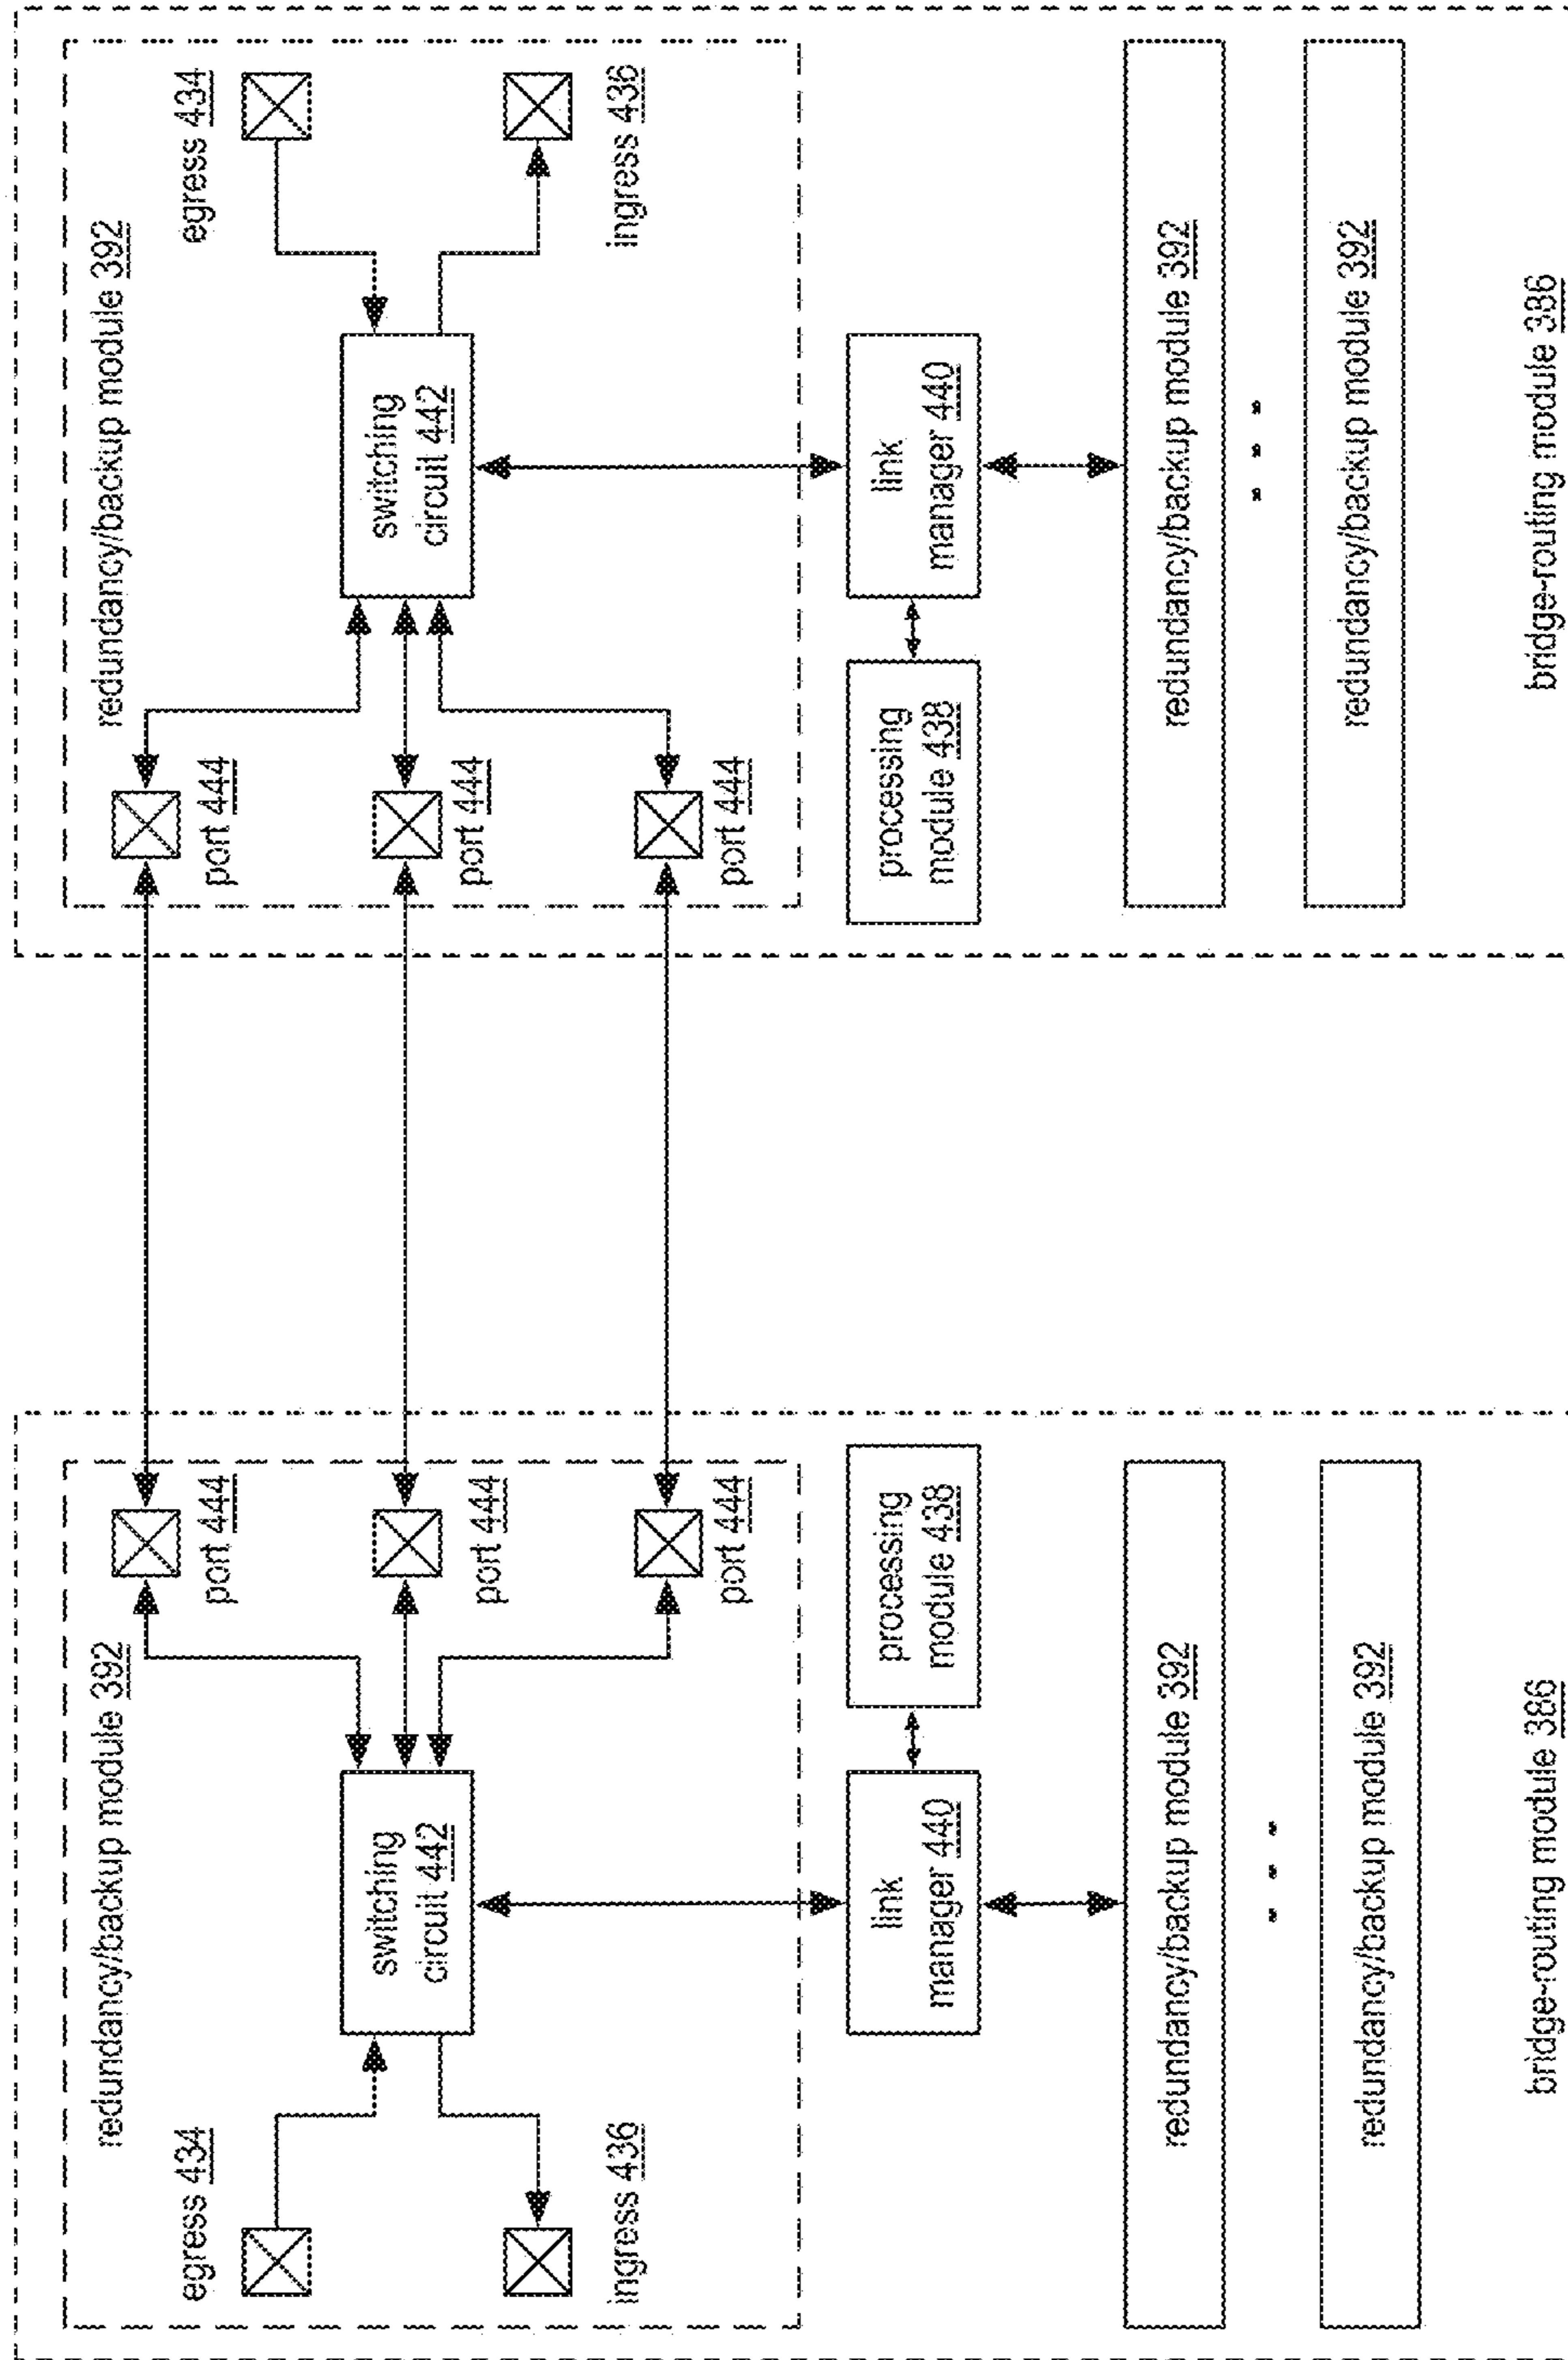 redundancy/backup module 392
egress 434
ingress 436
switching
circuit 442
port 444
port 444
port 444
link
manager 440
processing
module 438
redundancy/backup module 392
redundancy/backup module 392
bridge-routing module 386
redundancy/backup module 392
port 444
port 444
port 444
switching
circuit 442
egress 434
ingress 436
processing
module 438
link
manager 440
redundancy/backup module 392
redundancy/backup module 392
bridge-routing module 386